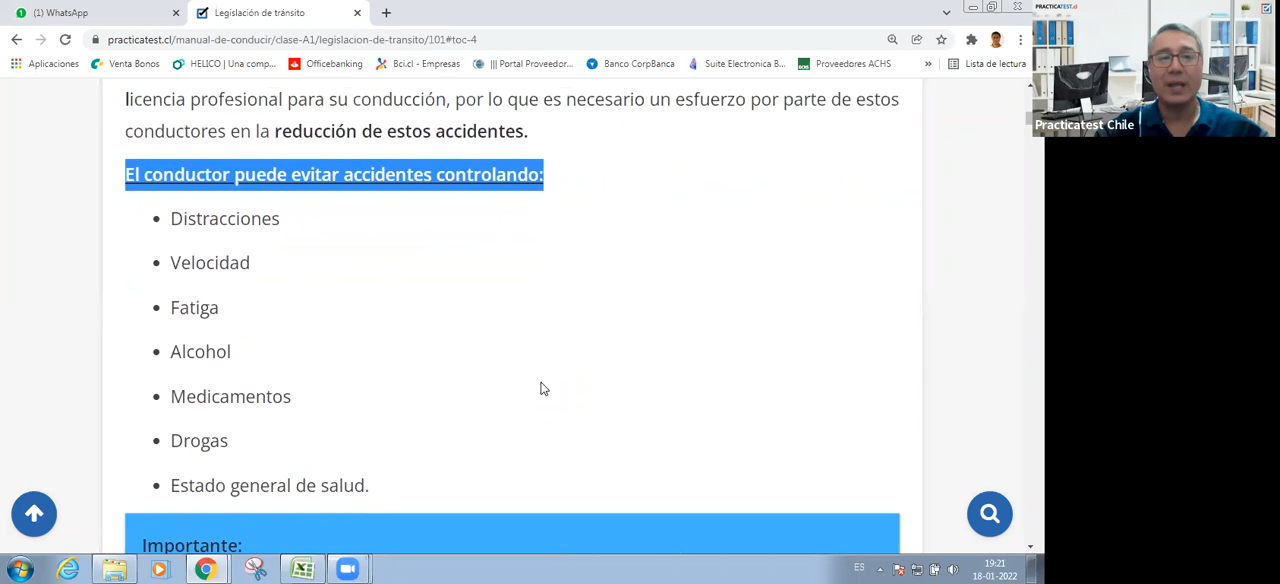 (1) WhatsApp
Legislación de tránsito
practicatest.cl/manual-de-conducir/clase-A1/legislacion-de-transito/101#toc-4
Aplicaciones
Venta Bonos
HELICO | Una comp...
Officebanking
Bci.cl - Empresas
||| Portal Proveedor...
Banco CorpBanca
Suite Electronica B...
Proveedores ACHS
»
Lista de lectura
PRACTICATEST.cl
Practicatest Chile
licencia profesional para su conducción, por lo que es necesario un esfuerzo por parte de estos
conductores en la reducción de estos accidentes.
El conductor puede evitar accidentes controlando:
• Distracciones
• Velocidad
• Fatiga
• Alcohol
• Medicamentos
• Drogas
• Estado general de salud.
Importante:
ES
19:21
18-01-2022